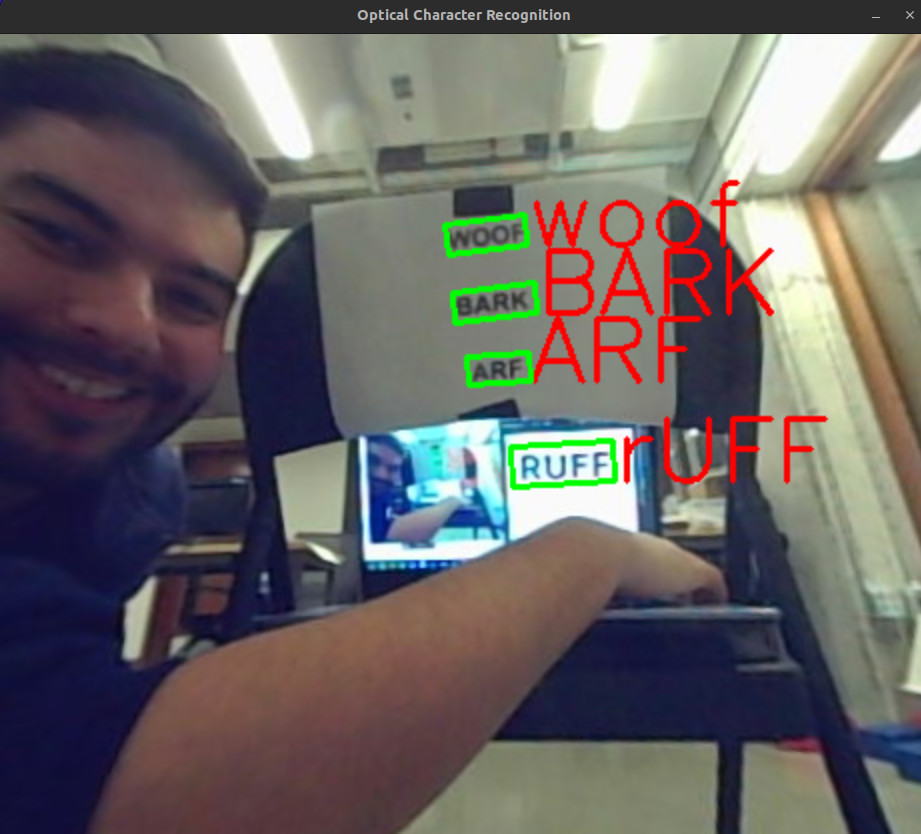 Optical Character Recognition
WOOF woof
BARK BARK
ARF ARF
RUFF rUFF